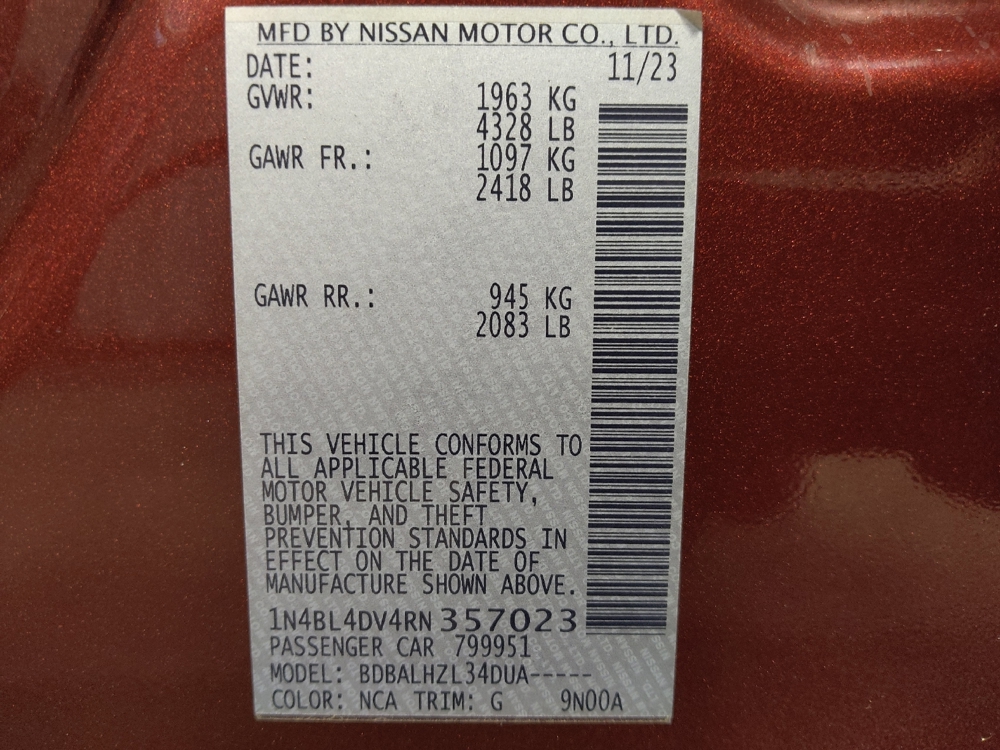 MFD BY NISSAN MOTOR CO., LTD.
DATE: 11/23
GVWR: 1963 KG
4328 LB
GAWR FR.: 1097 KG
2418 LB
GAWR RR.: 945 KG
2083 LB
THIS VEHICLE CONFORMS TO
ALL APPLICABLE FEDERAL
MOTOR VEHICLE SAFETY,
BUMPER, AND THEFT
PREVENTION STANDARDS IN
EFFECT ON THE DATE OF
MANUFACTURE SHOWN ABOVE.
1N4BL4DV4RN357023
PASSENGER CAR 799951
MODEL: BDBALHZL34DUA-----
COLOR: NCA TRIM: G 9N00A